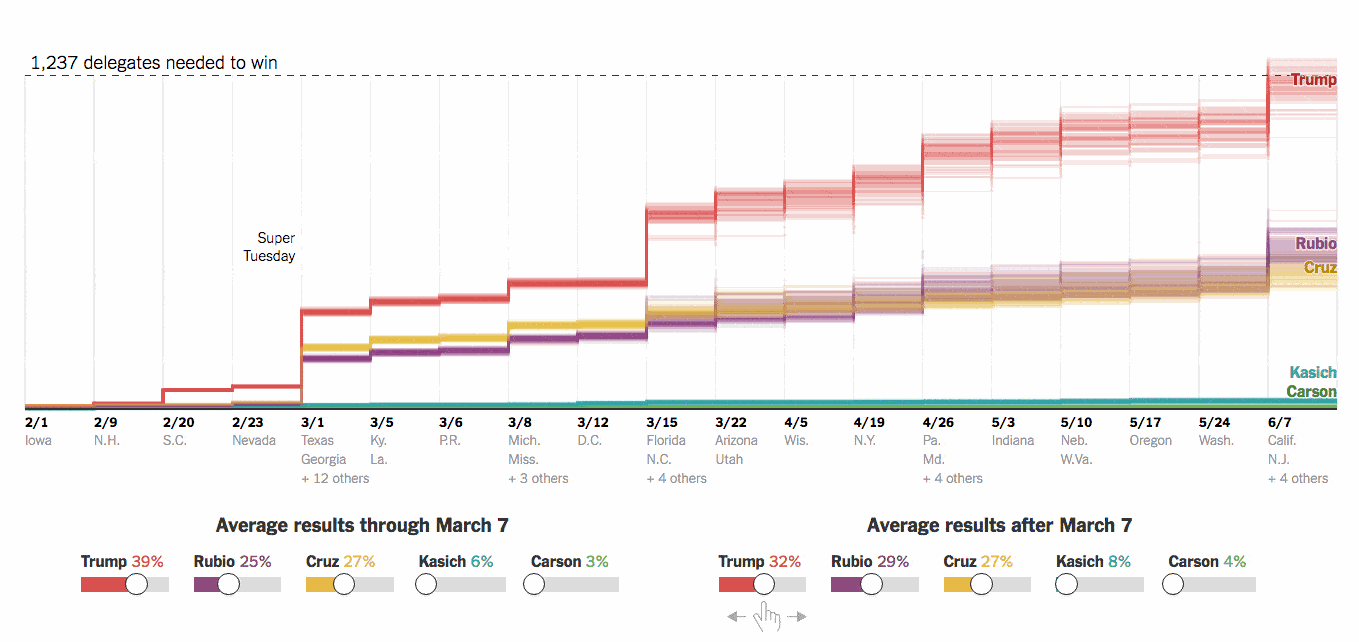 1,237 delegates needed to win
Trump
Super
Tuesday
Rubio
Cruz
Kasich
Carson
2/1 2/9 2/20 2/23 3/1 3/5 3/6 3/8 3/12 3/15 3/22 4/5 4/19 4/26 5/3 5/10 5/17 5/24 6/7
Iowa N.H. S.C. Nevada Texas Ky. P.R. Mich. D.C. Florida Arizona Wis. N.Y. Pa. Indiana Neb. Oregon Wash. Calif.
Georgia La. Miss. N.C. Utah Md. W.Va. N.J.
+ 12 others + 3 others + 4 others + 4 others + 4 others
Average results through March 7 Average results after March 7
Trump 39% Rubio 25% Cruz 27% Kasich 6% Carson 3% Trump 32% Rubio 29% Cruz 27% Kasich 8% Carson 4%